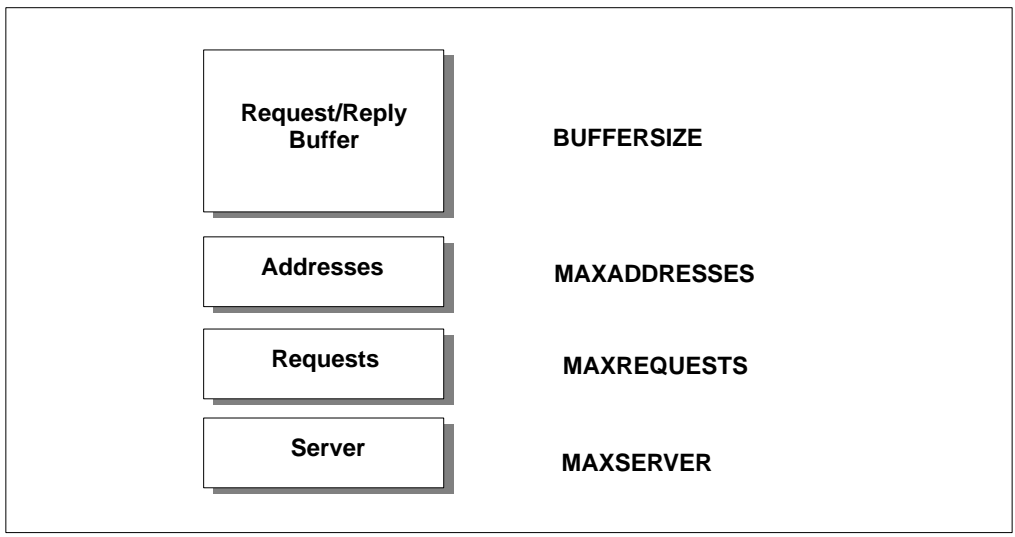 Request/Reply
Buffer
BUFFERSIZE
Addresses
MAXADDRESSES
Requests
MAXREQUESTS
Server
MAXSERVER